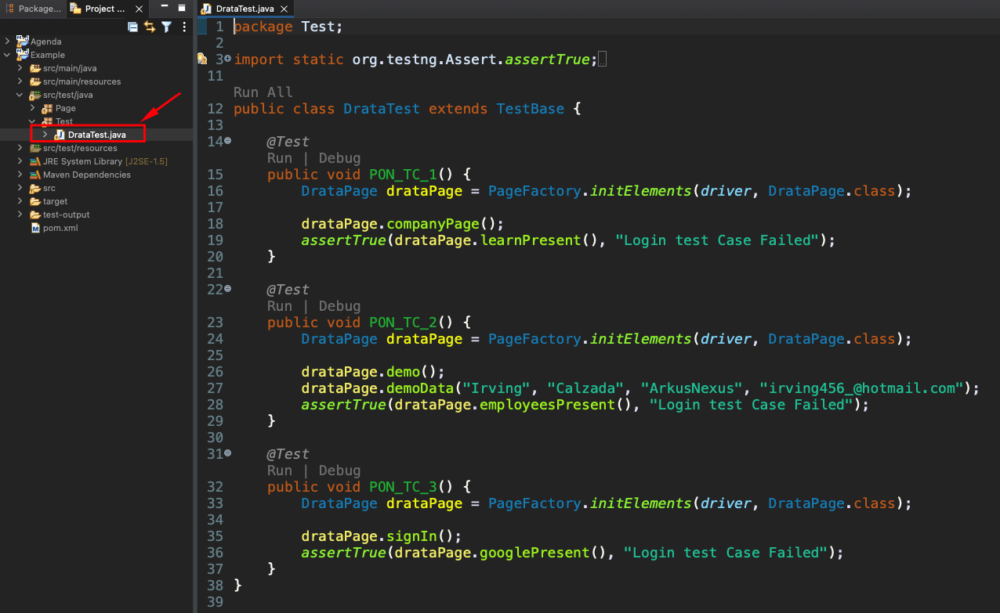 Package...
Project ...
Agenda
Example
src/main/java
src/main/resources
src/test/java
Page
Test
DrataTest.java
src/test/resources
JRE System Library [J2SE-1.5]
Maven Dependencies
src
target
test-output
pom.xml
DrataTest.java
1 package Test;
2
3 import static org.testng.Assert.assertTrue;
11
Run All
12 public class DrataTest extends TestBase {
13
14 @Test
Run | Debug
15 public void PON_TC_1() {
16 DrataPage drataPage = PageFactory.initElements(driver, DrataPage.class);
17
18 drataPage.companyPage();
19 assertTrue(drataPage.learnPresent(), "Login test Case Failed");
20 }
21
22 @Test
Run | Debug
23 public void PON_TC_2() {
24 DrataPage drataPage = PageFactory.initElements(driver, DrataPage.class);
25
26 drataPage.demo();
27 drataPage.demoData("Irving", "Calzada", "ArkusNexus", "irving456_@hotmail.com");
28 assertTrue(drataPage.employeesPresent(), "Login test Case Failed");
29 }
30
31 @Test
Run | Debug
32 public void PON_TC_3() {
33 DrataPage drataPage = PageFactory.initElements(driver, DrataPage.class);
34
35 drataPage.signIn();
36 assertTrue(drataPage.googlePresent(), "Login test Case Failed");
37 }
38 }
39